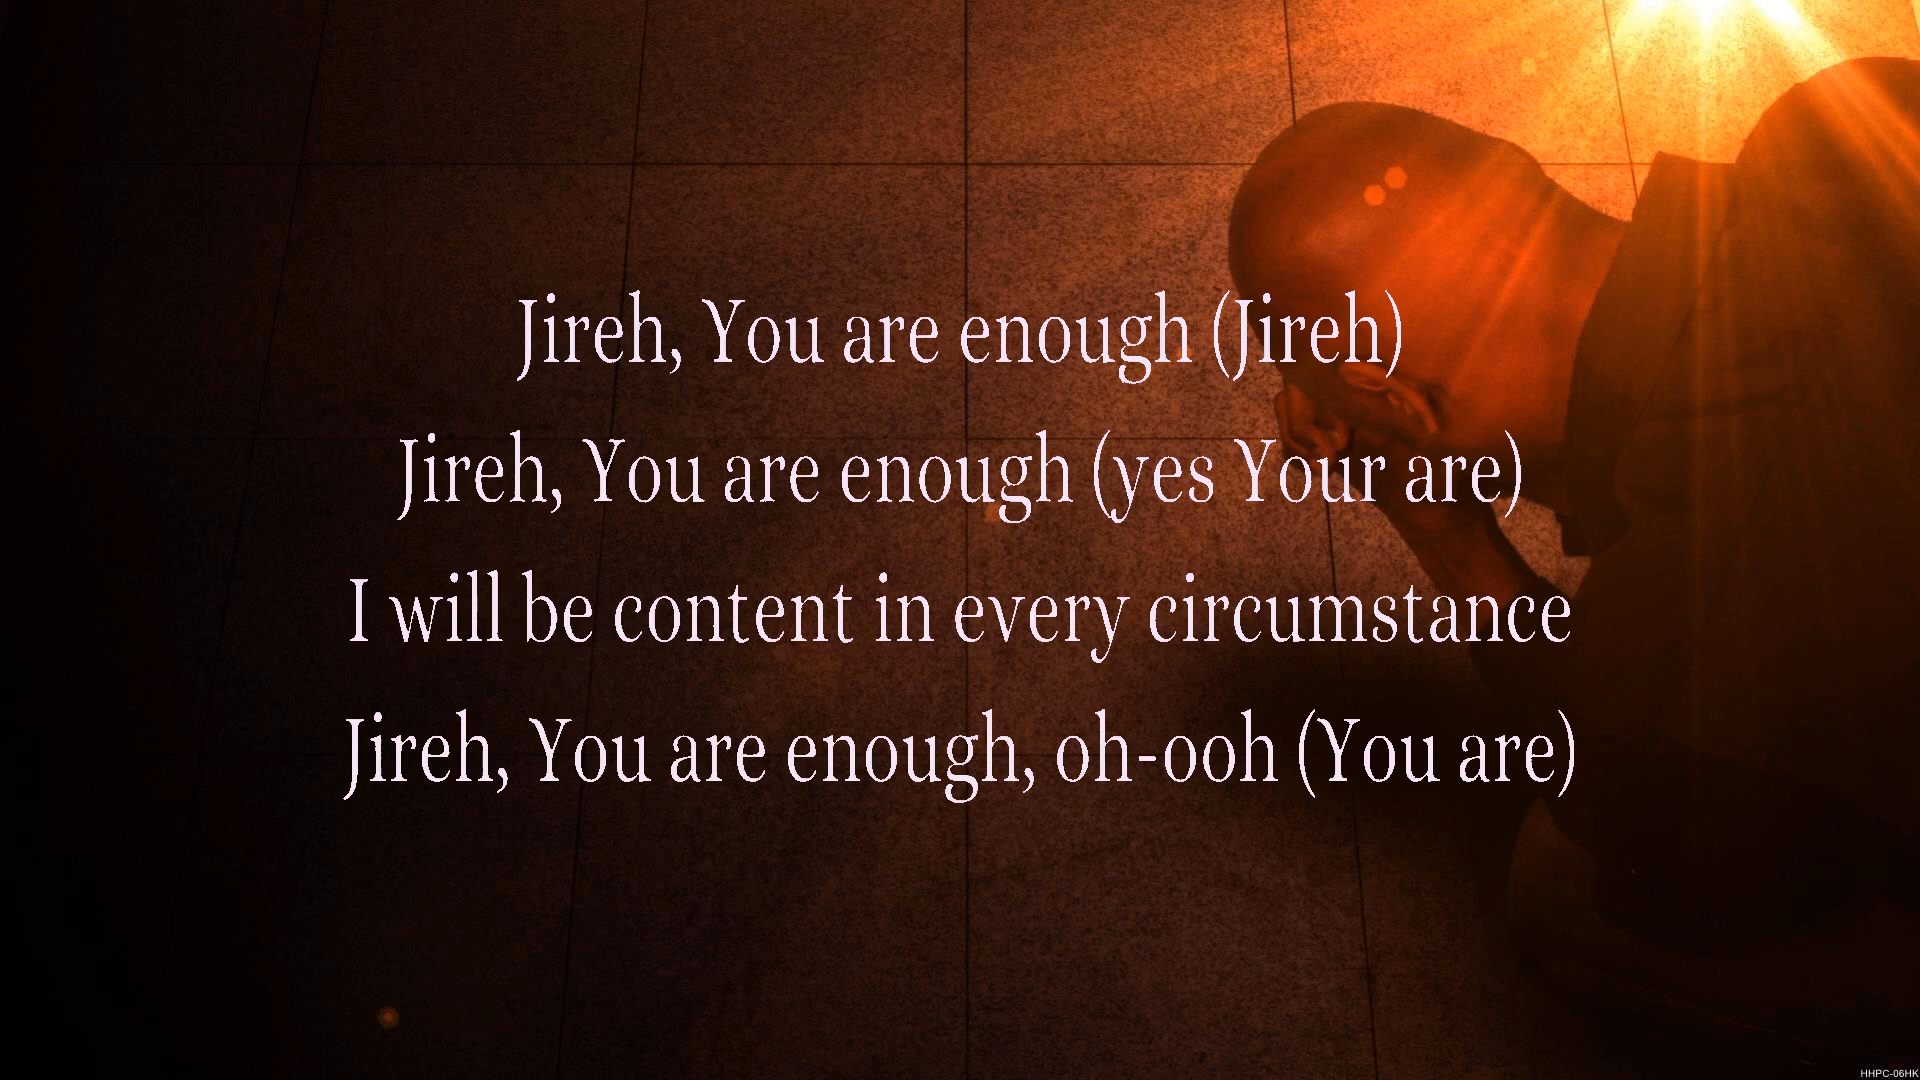 Jireh, You are enough (Jireh)
Jireh, You are enough (yes Your are)
I will be content in every circumstance
Jireh, You are enough, oh-ooh (You are)
HHPC-06HK